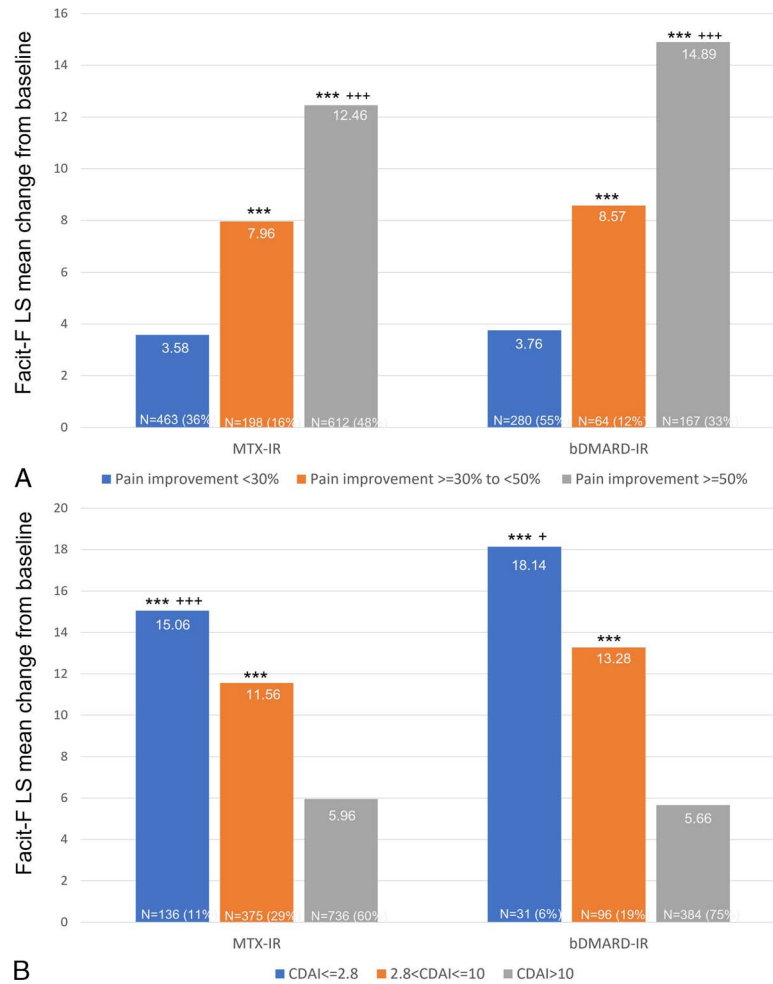 16
14
12
10
8
6
4
2
0
Facit-F LS mean change from baseline
3.58
N=463 (36%)
***
7.96
N=198 (16%)
*** +++
12.46
N=612 (48%)
3.76
N=280 (55%)
***
8.57
N=64 (12%)
*** +++
14.89
N=167 (33%)
MTX-IR
bDMARD-IR
A
Pain improvement <30%
Pain improvement >=30% to <50%
Pain improvement >=50%
20
18
16
14
12
10
8
6
4
2
0
Facit-F LS mean change from baseline
*** +++
15.06
N=136 (11%)
***
11.56
N=375 (29%)
5.96
N=736 (60%)
*** +
18.14
N=31 (6%)
***
13.28
N=96 (19%)
5.66
N=384 (75%)
MTX-IR
bDMARD-IR
B
CDAI<=2.8
2.8<CDAI<=10
CDAI>10